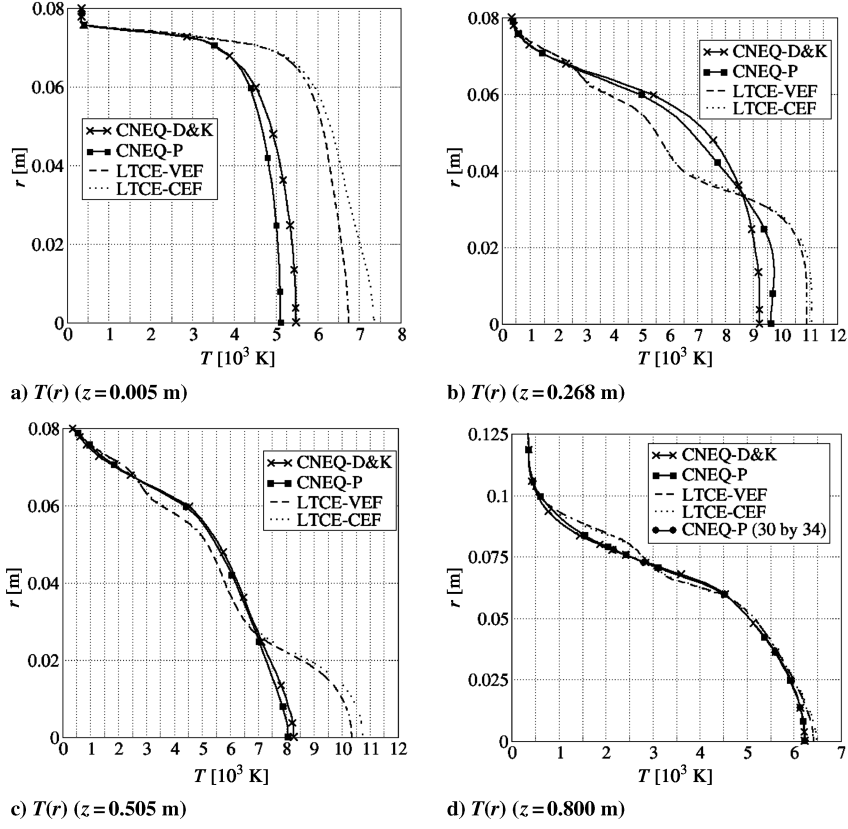 0.08
0.06
0.04
0.02
0
r [m]
CNEQ-D&K
CNEQ-P
LTCE-VEF
LTCE-CEF
0 1 2 3 4 5 6 7 8
T [10³ K]
a) T(r) (z = 0.005 m)
0.08
0.06
0.04
0.02
0
r [m]
CNEQ-D&K
CNEQ-P
LTCE-VEF
LTCE-CEF
0 1 2 3 4 5 6 7 8 9 10 11 12 13
T [10³ K]
b) T(r) (z = 0.268 m)
0.08
0.06
0.04
0.02
0
r [m]
CNEQ-D&K
CNEQ-P
LTCE-VEF
LTCE-CEF
0 1 2 3 4 5 6 7 8 9 10 11 12
T [10³ K]
c) T(r) (z = 0.505 m)
0.125
0.1
0.075
0.05
0.025
0
r [m]
CNEQ-D&K
CNEQ-P
LTCE-VEF
LTCE-CEF
CNEQ-P (30 by 34)
0 1 2 3 4 5 6 7
T [10³ K]
d) T(r) (z = 0.800 m)